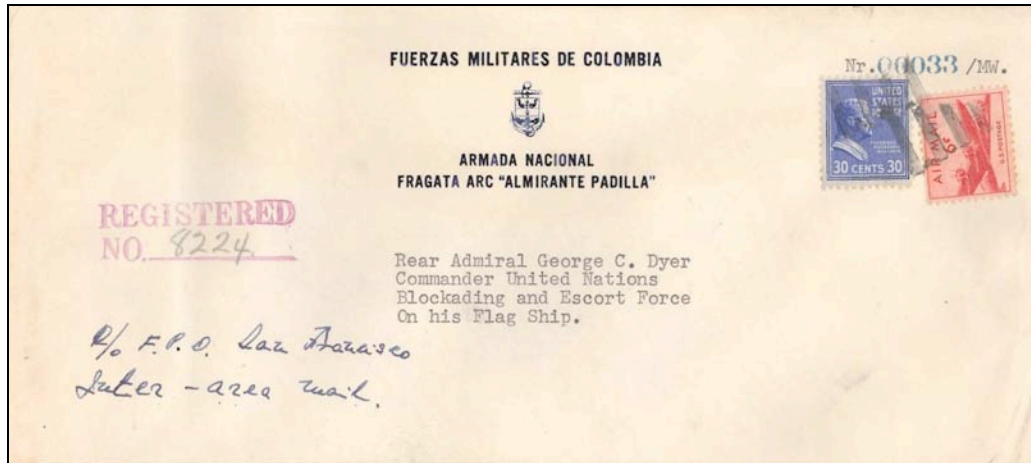 FUERZAS MILITARES DE COLOMBIA
Nr. 00033 /MW.
UNITED
STATES
POSTAGE
30 CENTS 30
AIR MAIL
6¢
U.S. POSTAGE
ARMADA NACIONAL
FRAGATA ARC "ALMIRANTE PADILLA"
REGISTERED
NO. 8224
Rear Admiral George C. Dyer
Commander United Nations
Blockading and Escort Force
On his Flag Ship.
F.P.O. San Francisco
Inter - area mail.